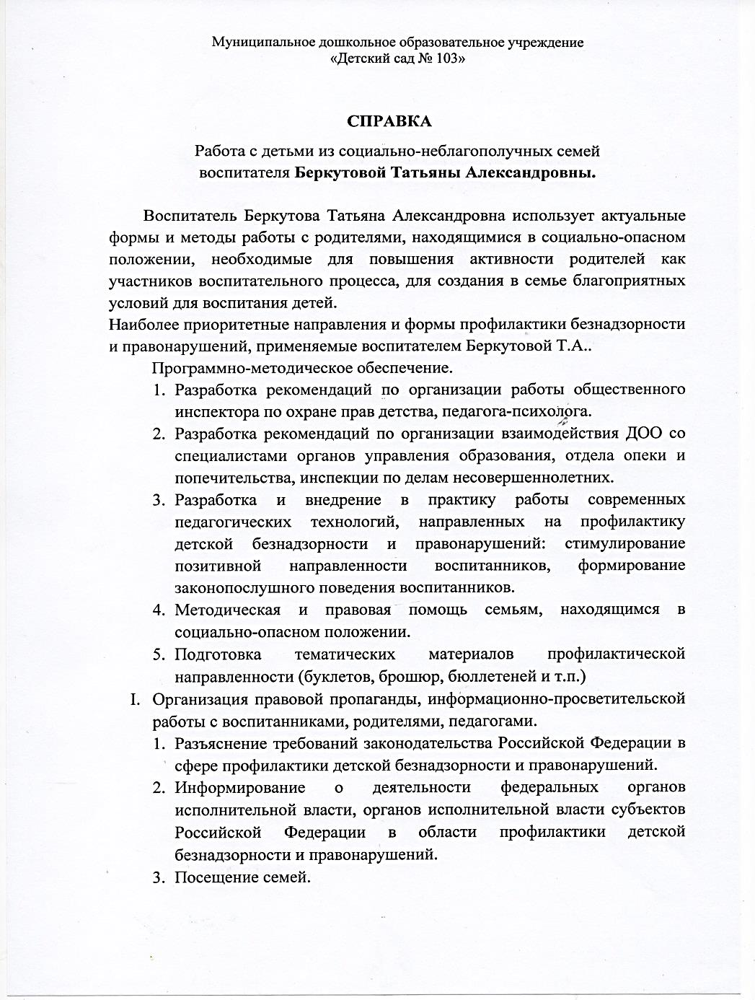 Муниципальное дошкольное образовательное учреждение
«Детский сад № 103»
СПРАВКА
Работа с детьми из социально-неблагополучных семей
воспитателя Беркутовой Татьяны Александровны.
Воспитатель Беркутова Татьяна Александровна использует актуальные
формы и методы работы с родителями, находящимися в социально-опасном
положении, необходимые для повышения активности родителей как
участников воспитательного процесса, для создания в семье благоприятных
условий для воспитания детей.
Наиболее приоритетные направления и формы профилактики безнадзорности
и правонарушений, применяемые воспитателем Беркутовой Т.А..
Программно-методическое обеспечение.
1. Разработка рекомендаций по организации работы общественного
инспектора по охране прав детства, педагога-психолога.
2. Разработка рекомендаций по организации взаимодействия ДОО со
специалистами органов управления образования, отдела опеки и
попечительства, инспекции по делам несовершеннолетних.
3. Разработка и внедрение в практику работы современных
педагогических технологий, направленных на профилактику
детской безнадзорности и правонарушений: стимулирование
позитивной направленности воспитанников, формирование
законопослушного поведения воспитанников.
4. Методическая и правовая помощь семьям, находящимся в
социально-опасном положении.
5. Подготовка тематических материалов профилактической
направленности (буклетов, брошюр, бюллетеней и т.п.)
I. Организация правовой пропаганды, информационно-просветительской
работы с воспитанниками, родителями, педагогами.
1. Разъяснение требований законодательства Российской Федерации в
сфере профилактики детской безнадзорности и правонарушений.
2. Информирование о деятельности федеральных органов
исполнительной власти, органов исполнительной власти субъектов
Российской Федерации в области профилактики детской
безнадзорности и правонарушений.
3. Посещение семей.